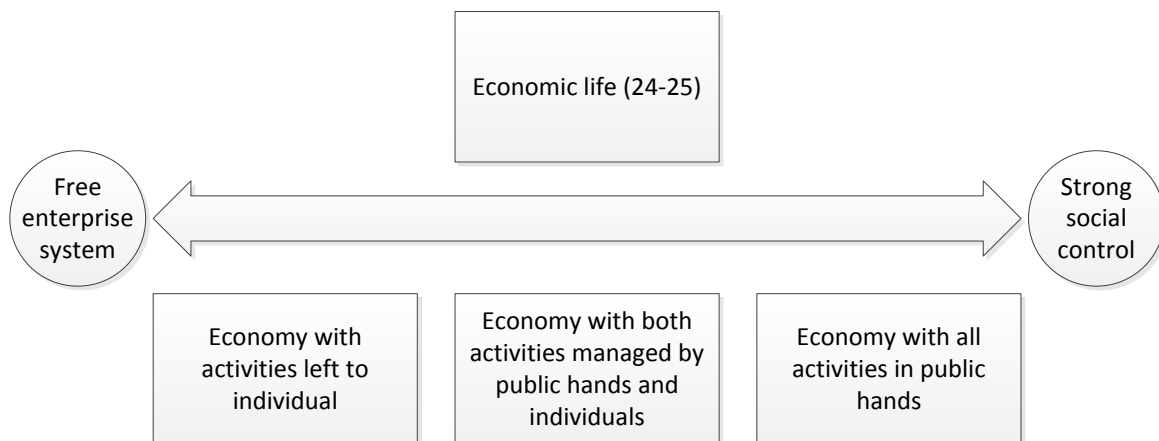 Economic life (24-25)
Free
enterprise
system
Strong
social
control
Economy with
activities left to
individual
Economy with both
activities managed by
public hands and
individuals
Economy with all
activities in public
hands